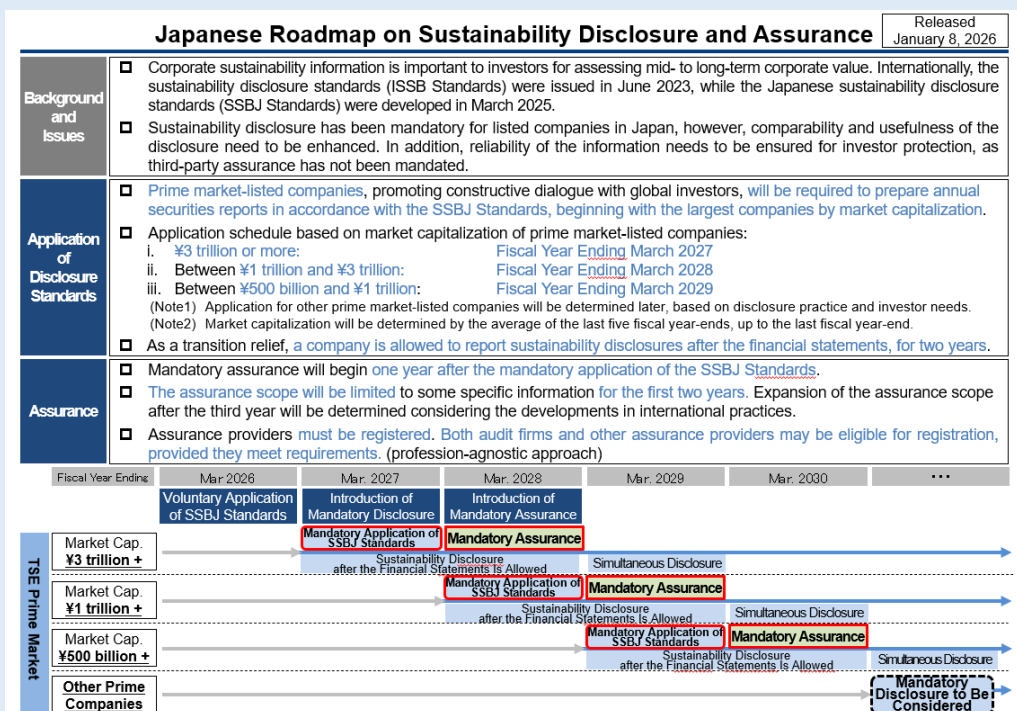 Japanese Roadmap on Sustainability Disclosure and Assurance
Released
January 8, 2026
Background
and
Issues
Corporate sustainability information is important to investors for assessing mid- to long-term corporate value. Internationally, the
sustainability disclosure standards (ISSB Standards) were issued in June 2023, while the Japanese sustainability disclosure
standards (SSBJ Standards) were developed in March 2025.
Sustainability disclosure has been mandatory for listed companies in Japan, however, comparability and usefulness of the
disclosure need to be enhanced. In addition, reliability of the information needs to be ensured for investor protection, as
third-party assurance has not been mandated.
Application
of
Disclosure
Standards
Prime market-listed companies, promoting constructive dialogue with global investors, will be required to prepare annual
securities reports in accordance with the SSBJ Standards, beginning with the largest companies by market capitalization.
Application schedule based on market capitalization of prime market-listed companies:
i. ¥3 trillion or more: Fiscal Year Ending March 2027
ii. Between ¥1 trillion and ¥3 trillion: Fiscal Year Ending March 2028
iii. Between ¥500 billion and ¥1 trillion: Fiscal Year Ending March 2029
(Note1) Application for other prime market-listed companies will be determined later, based on disclosure practice and investor needs.
(Note2) Market capitalization will be determined by the average of the last five fiscal year-ends, up to the last fiscal year-end.
As a transition relief, a company is allowed to report sustainability disclosures after the financial statements, for two years.
Assurance
Mandatory assurance will begin one year after the mandatory application of the SSBJ Standards.
The assurance scope will be limited to some specific information for the first two years. Expansion of the assurance scope
after the third year will be determined considering the developments in international practices.
Assurance providers must be registered. Both audit firms and other assurance providers may be eligible for registration,
provided they meet requirements. (profession-agnostic approach)
Fiscal Year Ending Mar 2026 Mar. 2027 Mar. 2028 Mar. 2029 Mar. 2030 ...
Voluntary Application
of SSBJ Standards
Introduction of
Mandatory Disclosure
Introduction of
Mandatory Assurance
TSE Prime Market
Market Cap.
¥3 trillion +
Mandatory Application of
SSBJ Standards
Mandatory Assurance
Sustainability Disclosure
after the Financial Statements Is Allowed
Simultaneous Disclosure
Market Cap.
¥1 trillion +
Mandatory Application of
SSBJ Standards
Mandatory Assurance
Sustainability Disclosure
after the Financial Statements Is Allowed
Simultaneous Disclosure
Market Cap.
¥500 billion +
Mandatory Application of
SSBJ Standards
Mandatory Assurance
Sustainability Disclosure
after the Financial Statements Is Allowed
Simultaneous Disclosure
Other Prime
Companies
Mandatory
Disclosure to Be
Considered